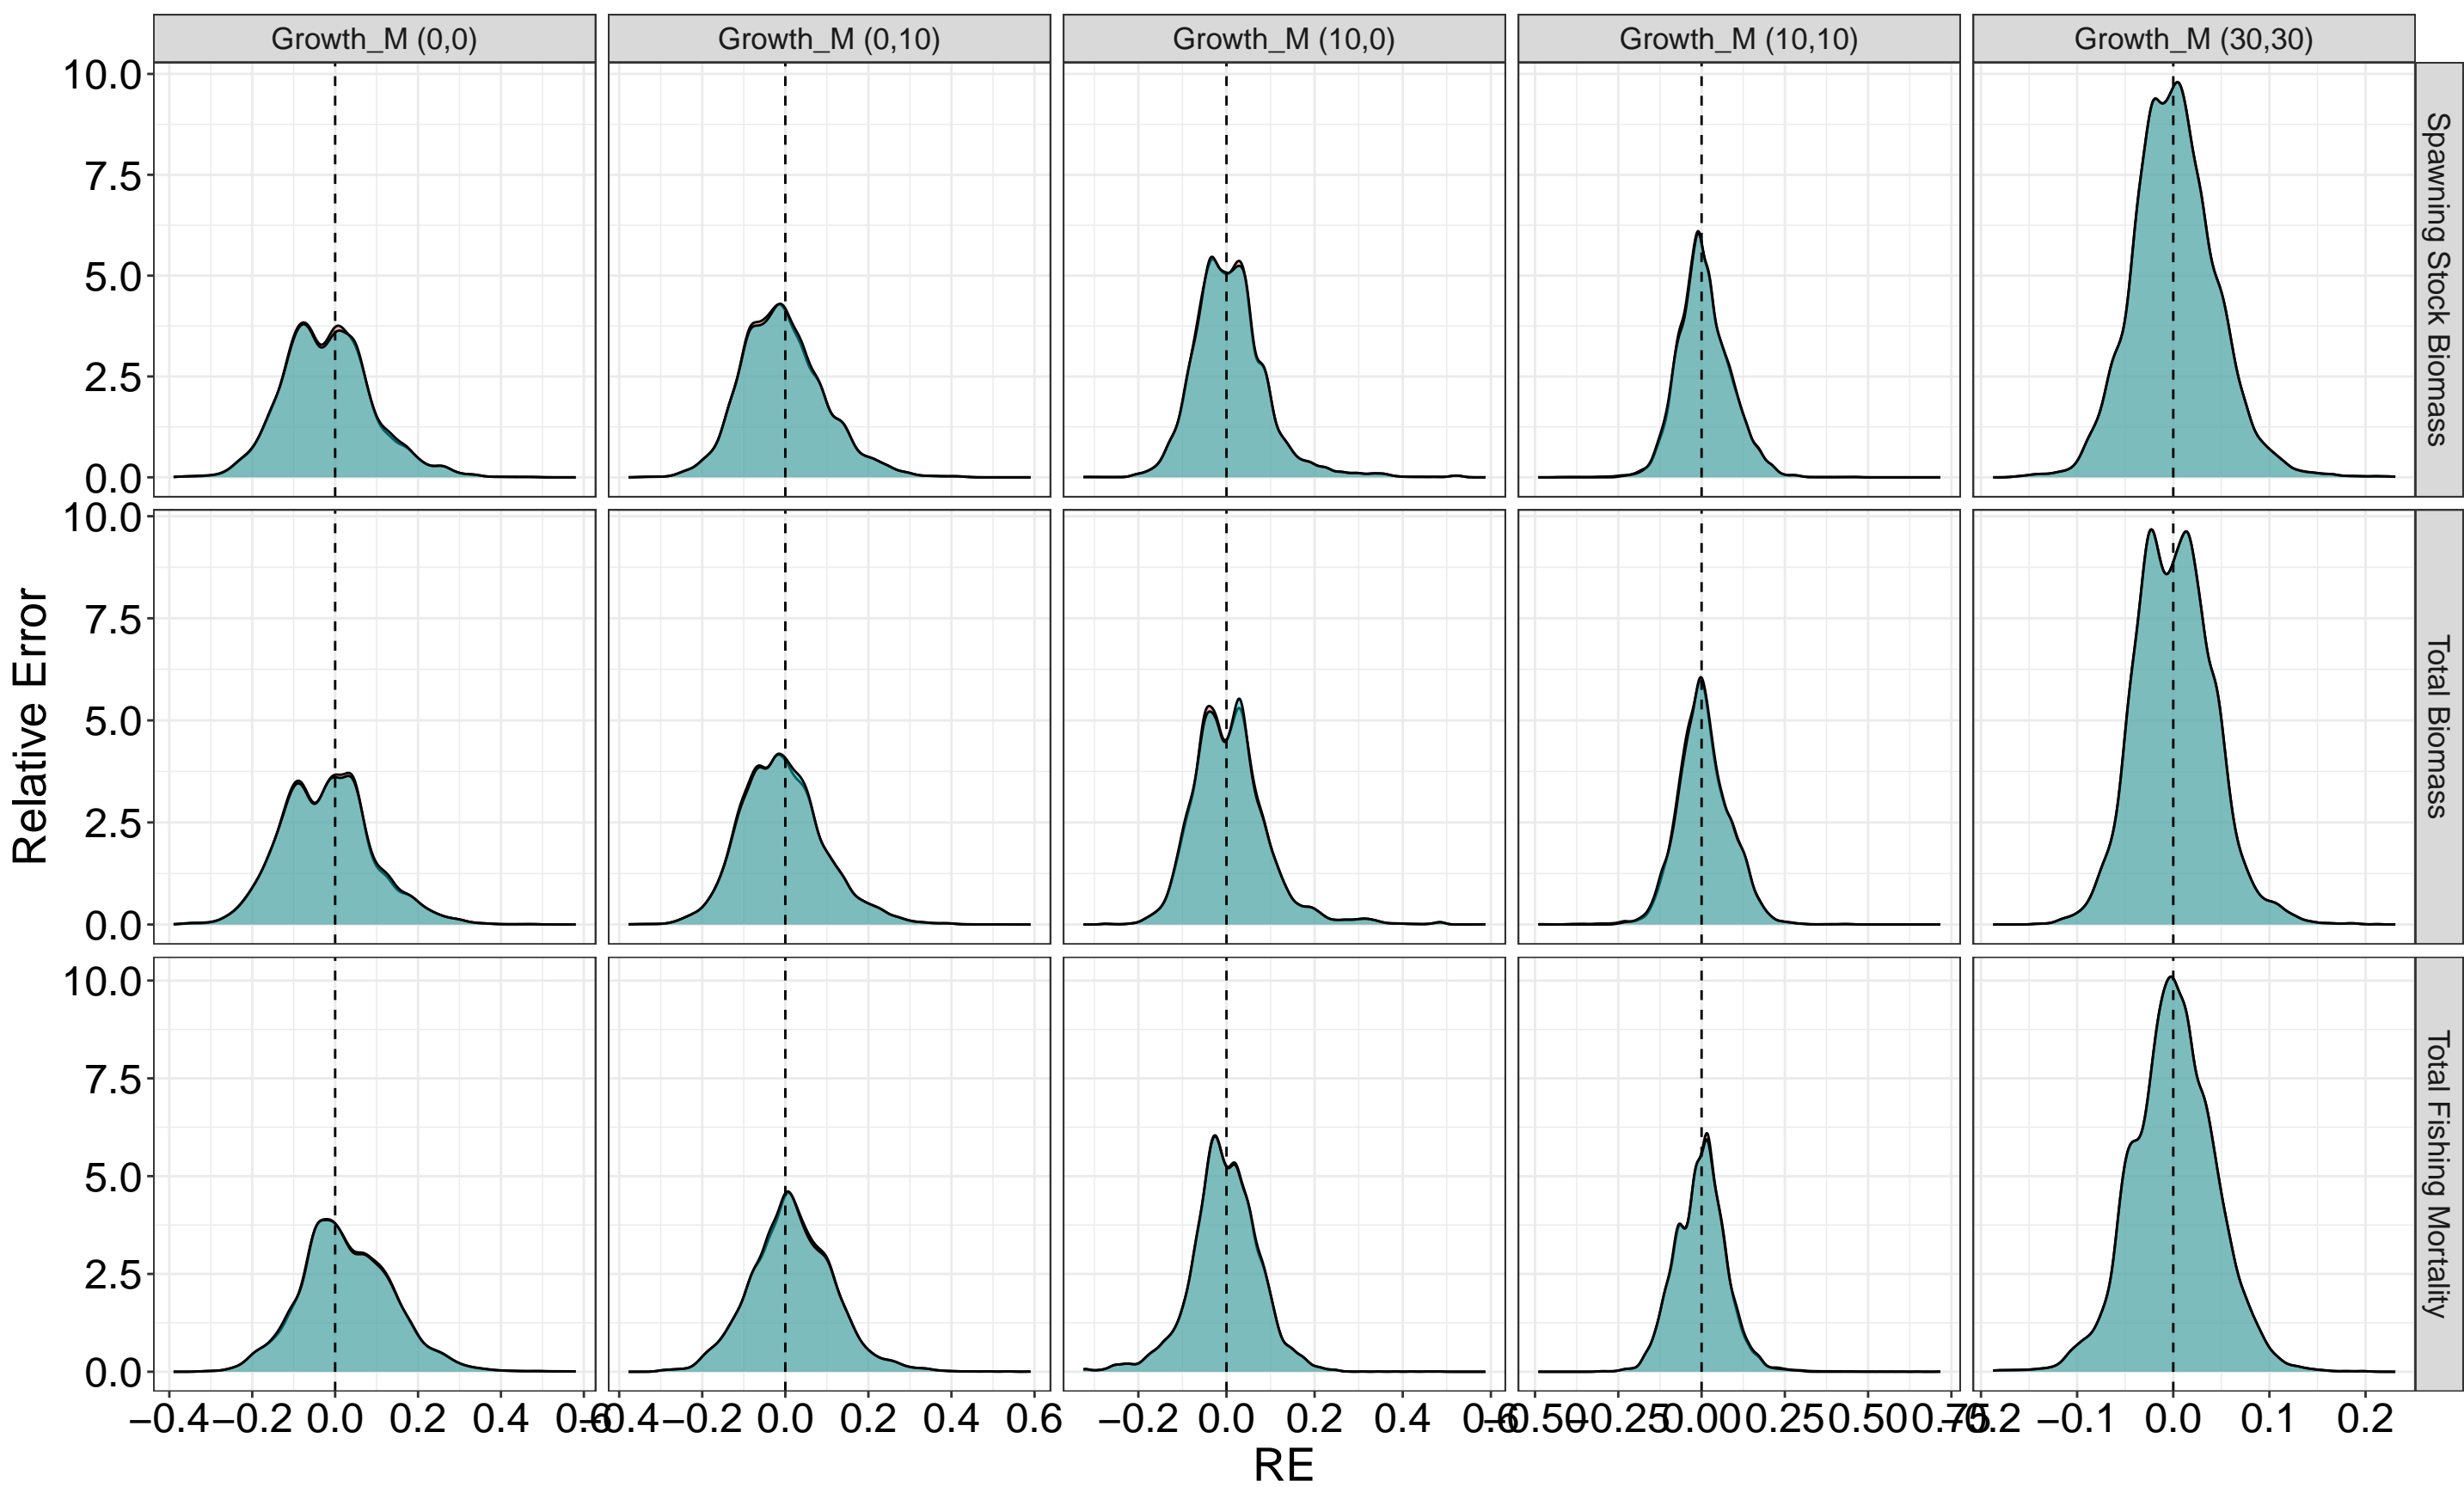 Growth_M (0,0)
Growth_M (0,10)
Growth_M (10,0)
Growth_M (10,10)
Growth_M (30,30)
10.0
7.5
5.0
2.5
0.0
Spawning Stock Biomass
10.0
7.5
5.0
2.5
0.0
Total Biomass
10.0
7.5
5.0
2.5
0.0
Total Fishing Mortality
Relative Error
−0.4 −0.2 0.0 0.2 0.4 0.6
−0.4 −0.2 0.0 0.2 0.4 0.6
−0.2 0.0 0.2 0.4 0.6
−0.50 −0.25 0.00 0.25 0.50 0.75
−0.2 −0.1 0.0 0.1 0.2
RE